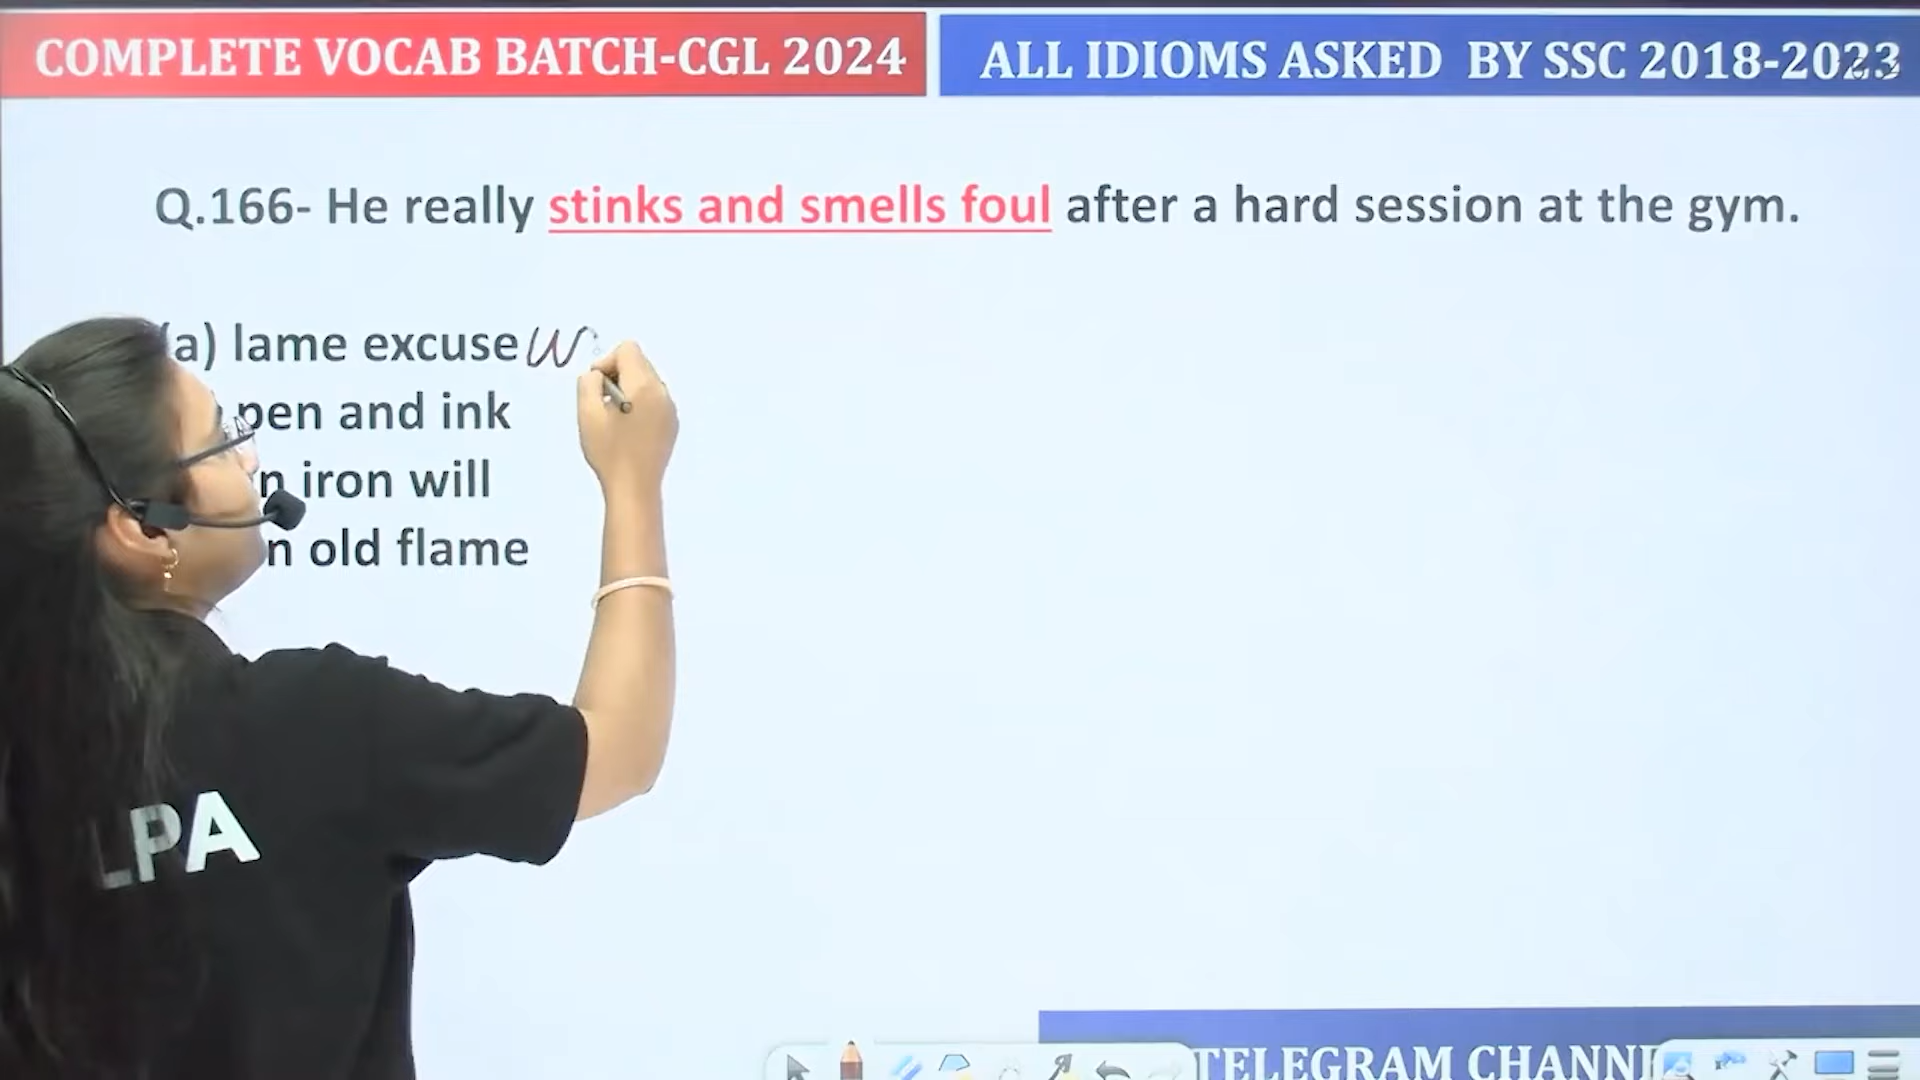 COMPLETE VOCAB BATCH-CGL 2024
ALL IDIOMS ASKED BY SSC 2018-2023
Q.166- He really stinks and smells foul after a hard session at the gym.
(a) lame excuse W
pen and ink
n iron will
n old flame
LPA
TELEGRAM CHANN